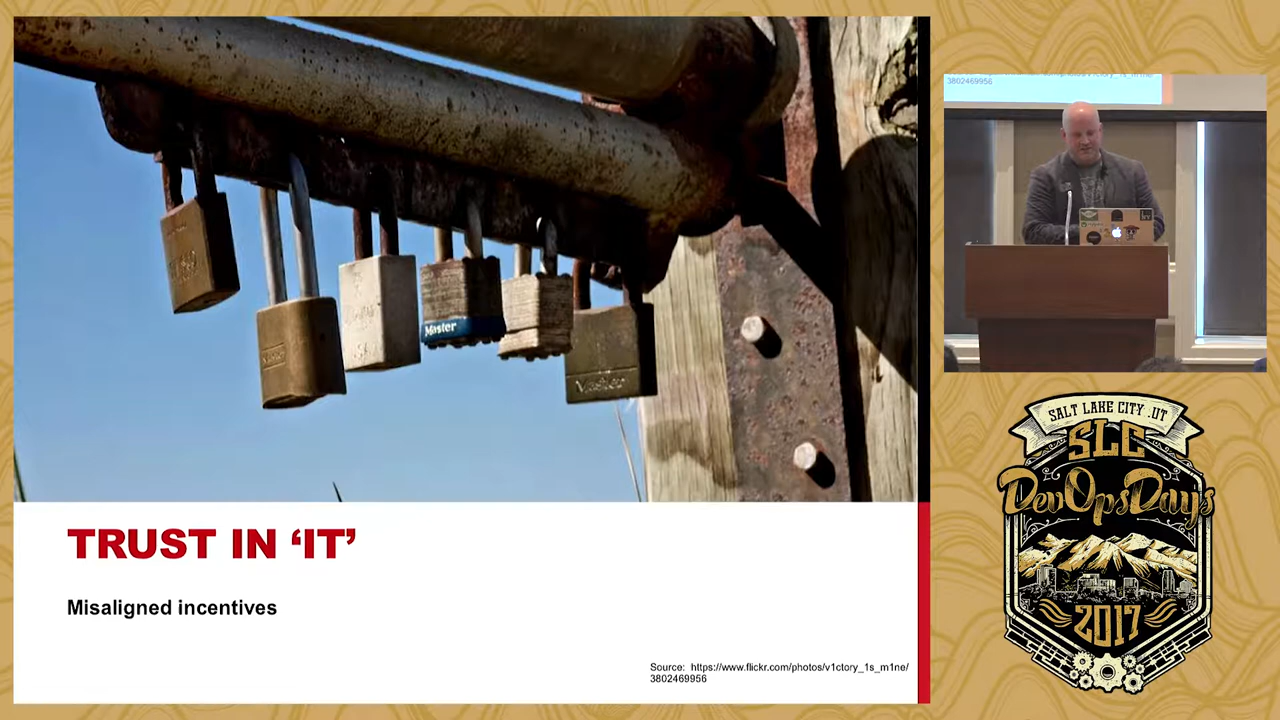 Master
Master
TRUST IN ‘IT’
Misaligned incentives
Source: https://www.flickr.com/photos/v1ctory_1s_m1ne/
3802469956
3802469956
SALT LAKE CITY .UT
SLC
DevOpsDays
2017